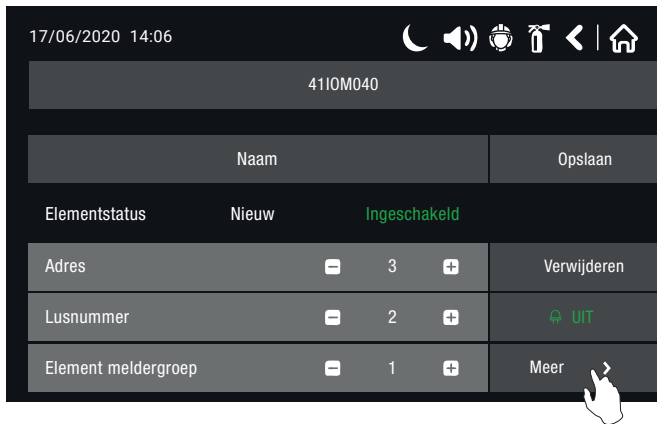 17/06/2020 14:06
41IOM040
Naam Opslaan
Elementstatus Nieuw Ingeschakeld
Adres 3 Verwijderen
Lusnummer 2 UIT
Element meldergroep 1 Meer